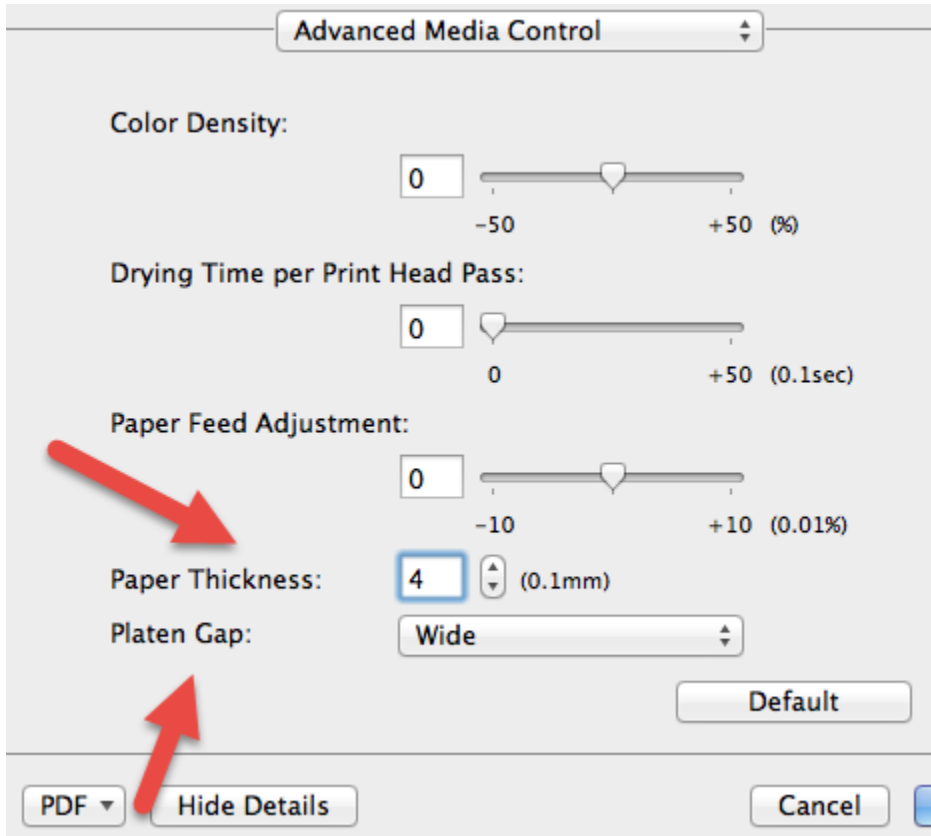 Advanced Media Control
Color Density:
0
-50 +50 (%)
Drying Time per Print Head Pass:
0
0 +50 (0.1sec)
Paper Feed Adjustment:
0
-10 +10 (0.01%)
Paper Thickness: 4 (0.1mm)
Platen Gap: Wide
Default
PDF Hide Details Cancel